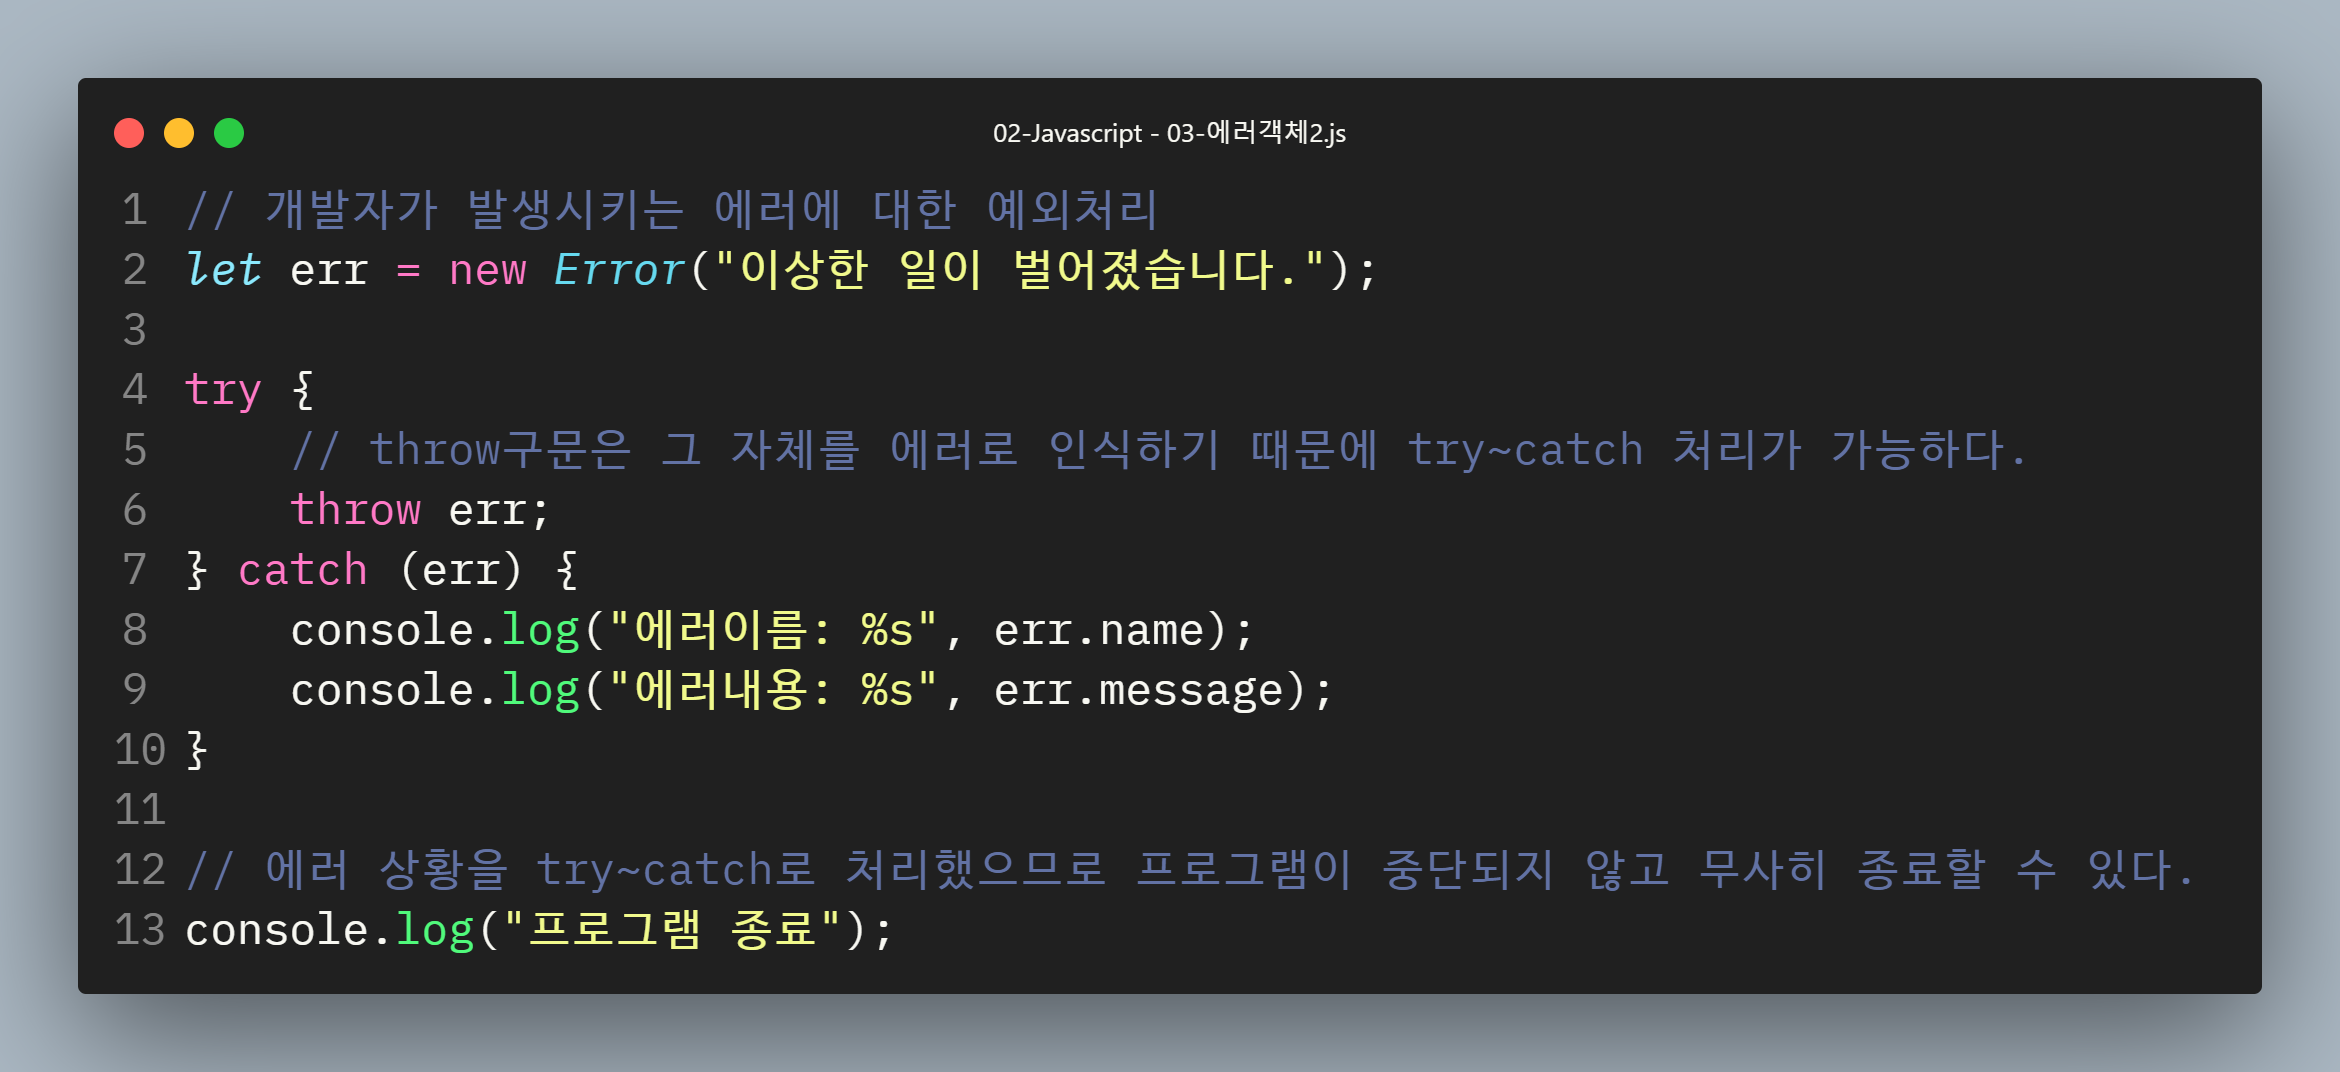 02-Javascript - 03-에러객체2.js
1 // 개발자가 발생시키는 에러에 대한 예외처리
2 let err = new Error("이상한 일이 벌어졌습니다.");
3
4 try {
5     // throw구문은 그 자체를 에러로 인식하기 때문에 try~catch 처리가 가능하다.
6     throw err;
7 } catch (err) {
8     console.log("에러이름: %s", err.name);
9     console.log("에러내용: %s", err.message);
10 }
11
12 // 에러 상황을 try~catch로 처리했으므로 프로그램이 중단되지 않고 무사히 종료할 수 있다.
13 console.log("프로그램 종료");